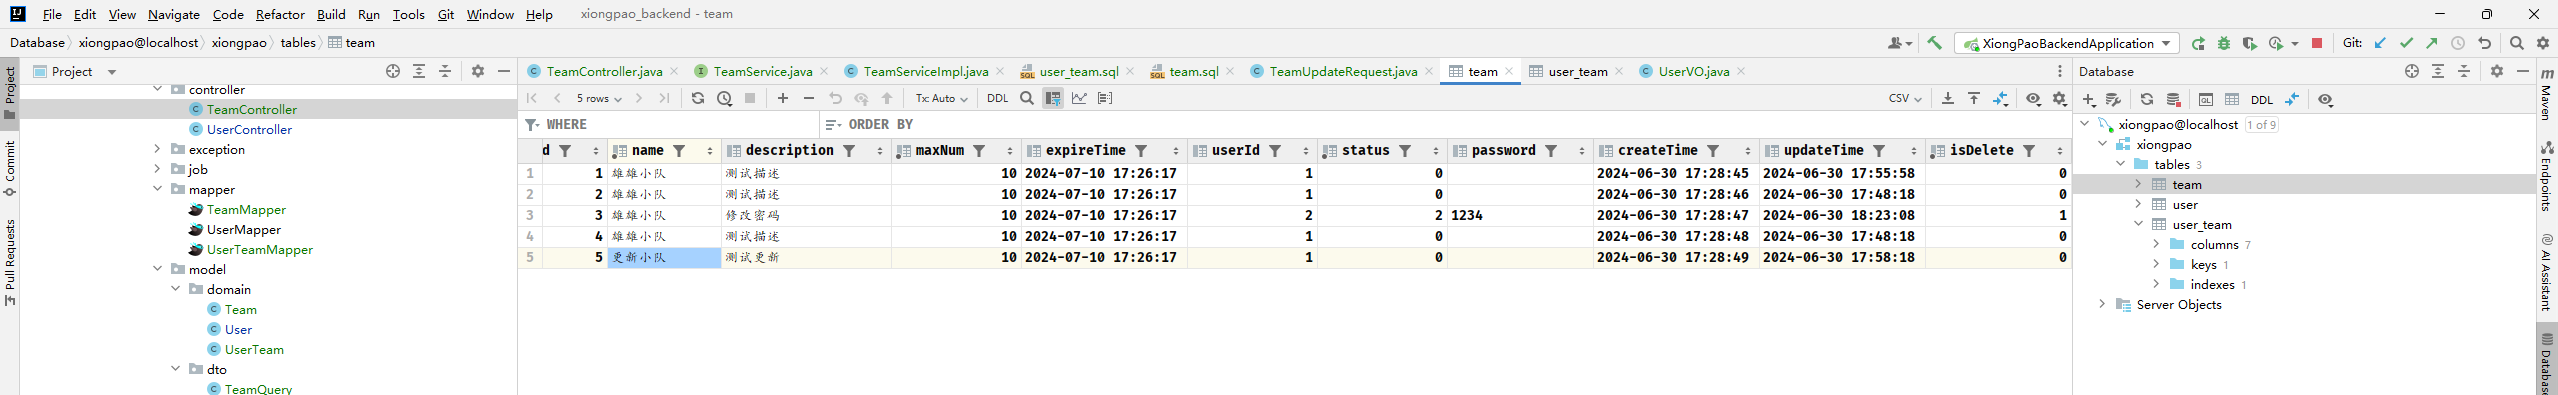 File Edit View Navigate Code Refactor Build Run Tools Git Window Help xiongpao_backend - team
Database xiongpao@localhost xiongpao tables team
XiongPaoBackendApplication Git:
Project
TeamController.java TeamService.java TeamServiceImpl.java user_team.sql team.sql TeamUpdateRequest.java team user_team UserVO.java
Database
5 rows Tx: Auto DDL CSV
DDL
WHERE ORDER BY
d name description maxNum expireTime userId status password createTime updateTime isDelete
1 1 雄雄小队 测试描述 10 2024-07-10 17:26:17 1 0 2024-06-30 17:28:45 2024-06-30 17:55:58 0
2 2 雄雄小队 测试描述 10 2024-07-10 17:26:17 1 0 2024-06-30 17:28:46 2024-06-30 17:48:18 0
3 3 雄雄小队 修改密码 10 2024-07-10 17:26:17 2 2 1234 2024-06-30 17:28:47 2024-06-30 18:23:08 1
4 4 雄雄小队 测试描述 10 2024-07-10 17:26:17 1 0 2024-06-30 17:28:48 2024-06-30 17:48:18 0
5 5 更新小队 测试更新 10 2024-07-10 17:26:17 1 0 2024-06-30 17:28:49 2024-06-30 17:58:18 0
controller
TeamController
UserController
exception
job
mapper
TeamMapper
UserMapper
UserTeamMapper
model
domain
Team
User
UserTeam
dto
TeamQuery
xiongpao@localhost 1 of 9
xiongpao
tables 3
team
user
user_team
columns 7
keys 1
indexes 1
Server Objects
Project
Commit
Pull Requests
Maven
Endpoints
AI Assistant
Database